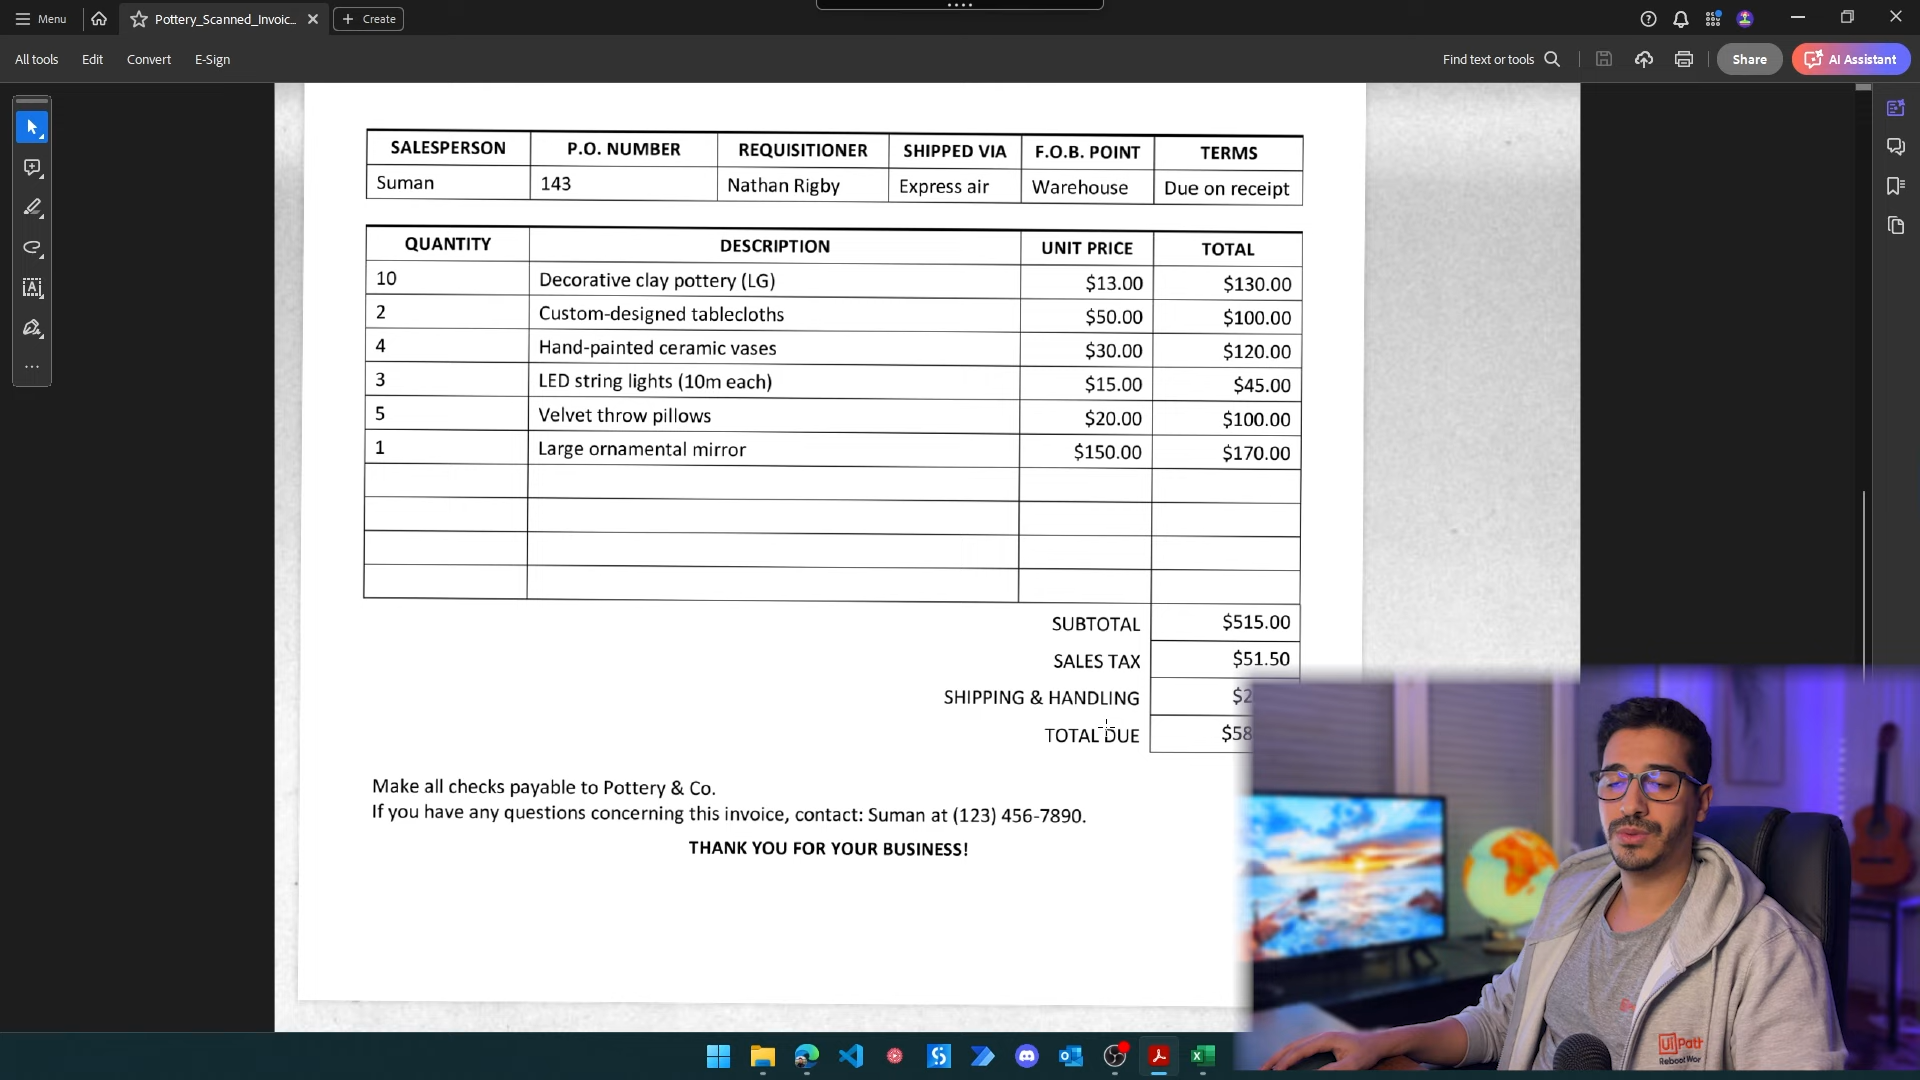 Menu
Pottery_Scanned_Invoic...
Create
All tools
Edit
Convert
E-Sign
Find text or tools
Share
AI Assistant
SALESPERSON P.O. NUMBER REQUISITIONER SHIPPED VIA F.O.B. POINT TERMS
Suman 143 Nathan Rigby Express air Warehouse Due on receipt
QUANTITY DESCRIPTION UNIT PRICE TOTAL
10 Decorative clay pottery (LG) $13.00 $130.00
2 Custom-designed tablecloths $50.00 $100.00
4 Hand-painted ceramic vases $30.00 $120.00
3 LED string lights (10m each) $15.00 $45.00
5 Velvet throw pillows $20.00 $100.00
1 Large ornamental mirror $150.00 $170.00
SUBTOTAL $515.00
SALES TAX $51.50
SHIPPING & HANDLING
TOTAL DUE
Make all checks payable to Pottery & Co.
If you have any questions concerning this invoice, contact: Suman at (123) 456-7890.
THANK YOU FOR YOUR BUSINESS!
UiPath
Reboot